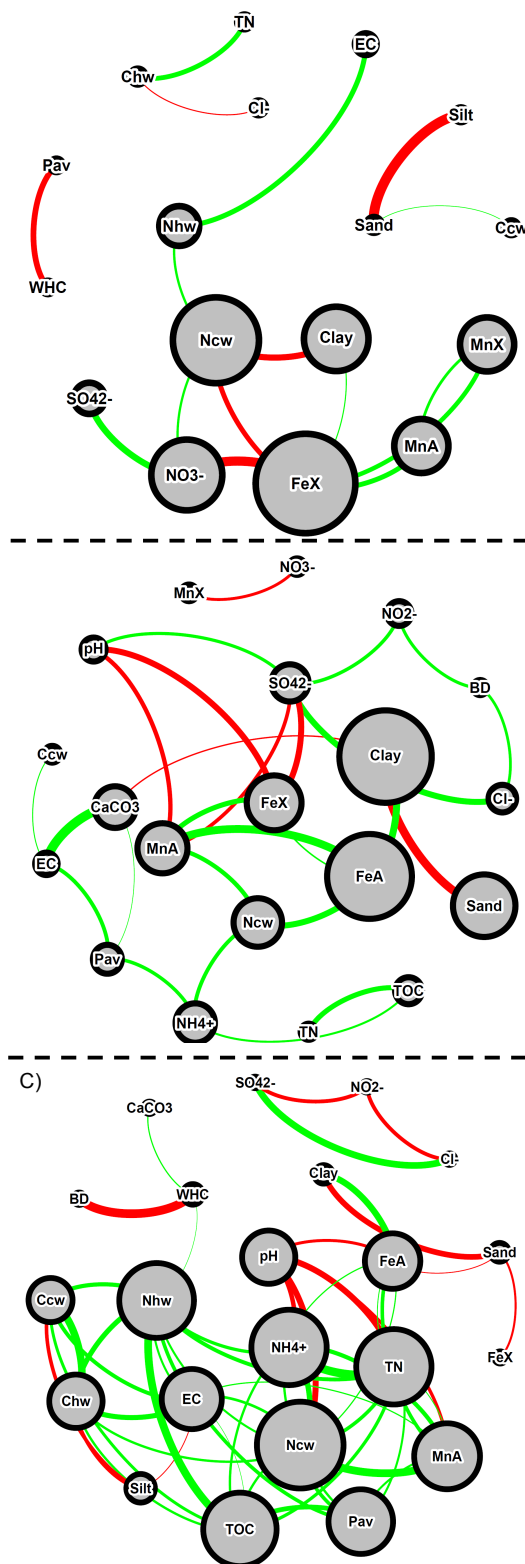 TN
EC
Chw
Cl-
Silt
Pav
Sand
Ccw
Nhw
WHC
Ncw
Clay
MnX
SO42-
MnA
NO3-
FeX
NO3-
MnX
NO2-
pH
SO42-
BD
Ccw
Clay
CaCO3
FeX
Cl-
MnA
EC
FeA
Sand
Ncw
Pav
NH4+
TN
TOC
C)
SO42-
NO2-
CaCO3
Cl-
Clay
BD
WHC
pH
FeA
Sand
Ccw
Nhw
NH4+
TN
FeX
Chw
EC
Ncw
MnA
Silt
TOC
Pav